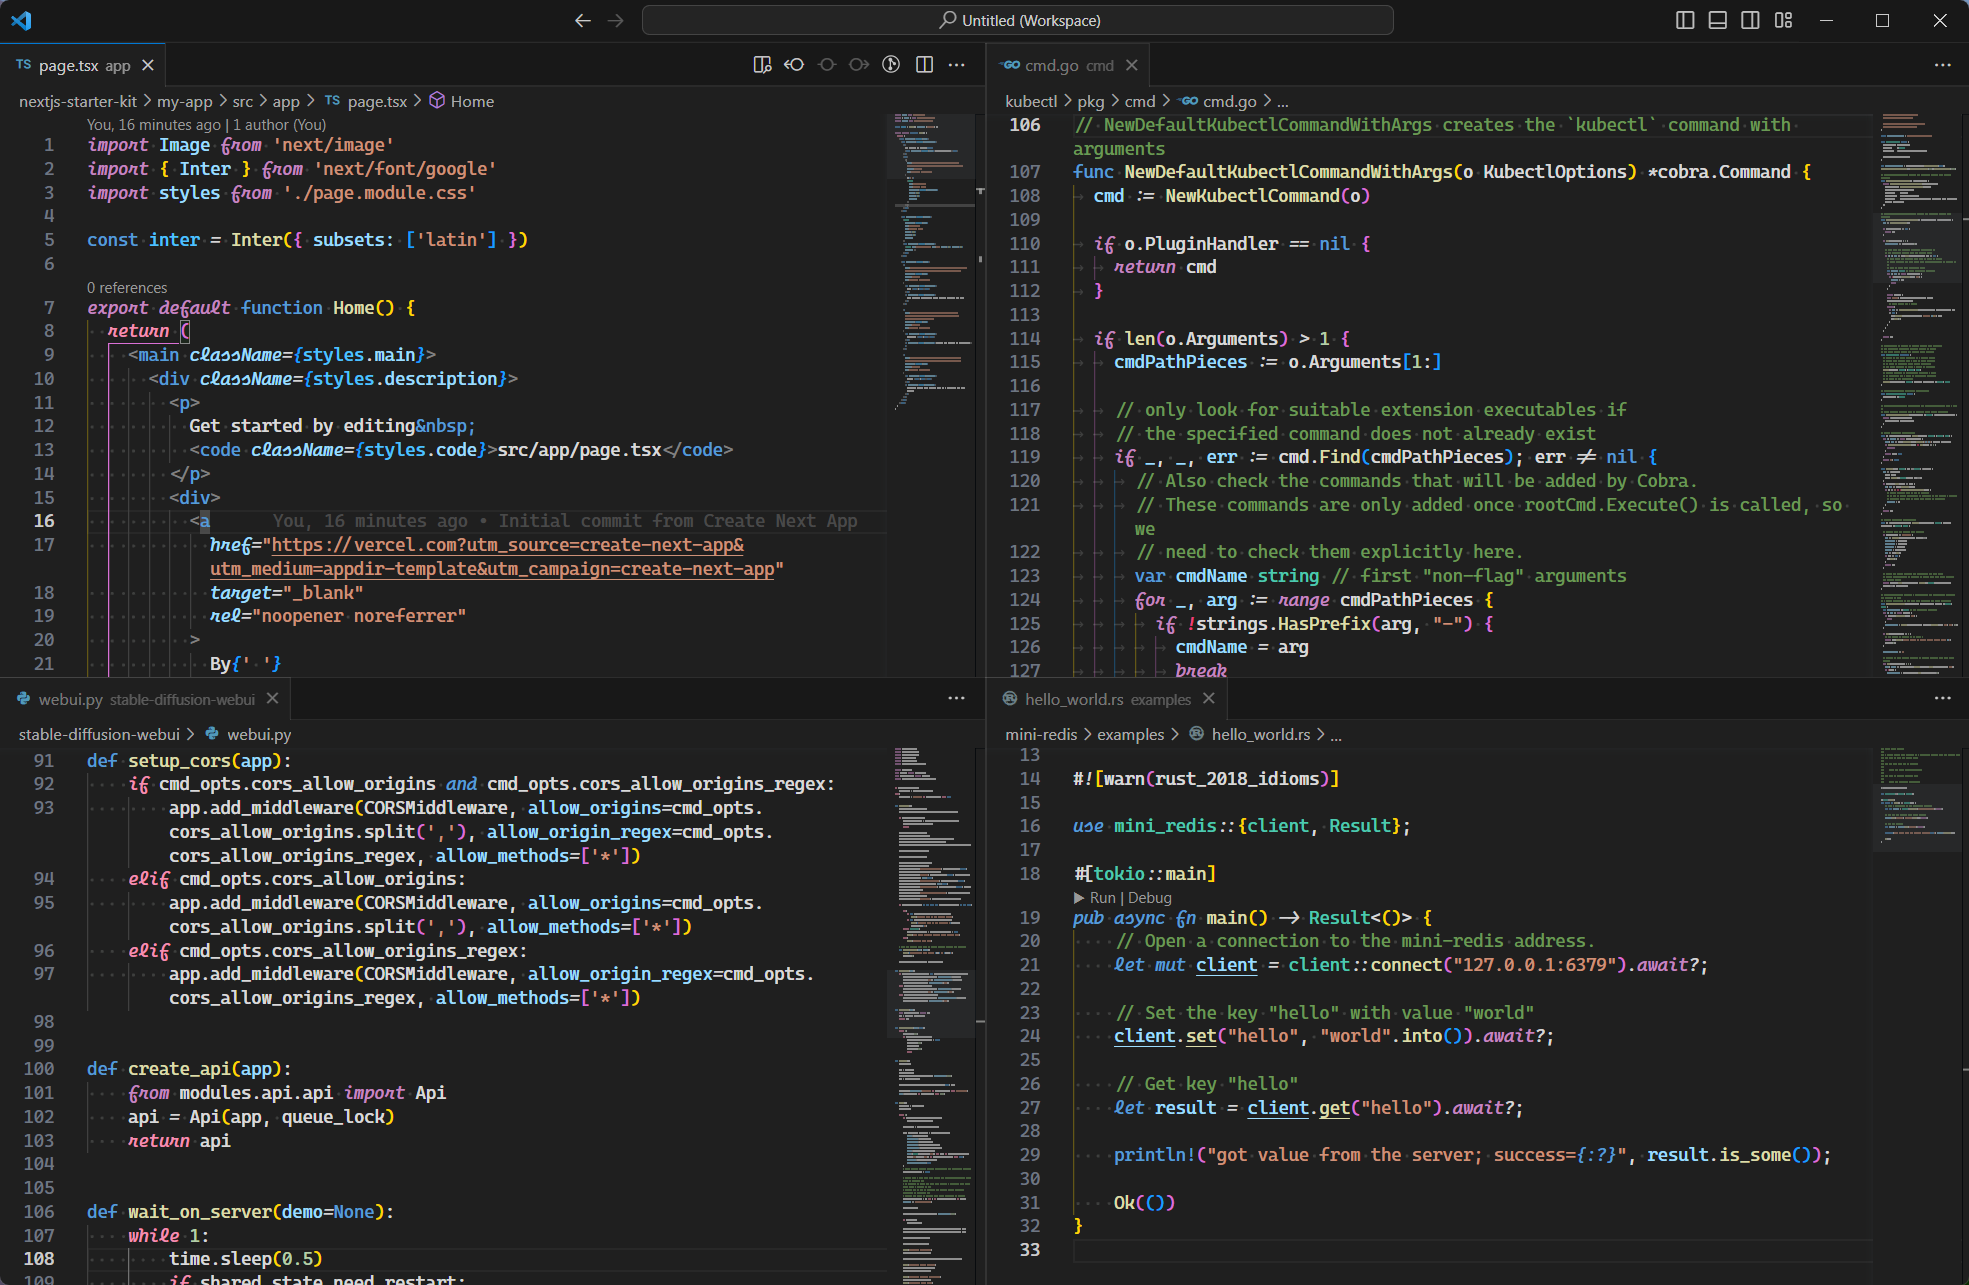 Untitled (Workspace)
TS page.tsx app
nextjs-starter-kit > my-app > src > app > TS page.tsx > Home
You, 16 minutes ago | 1 author (You)
1 import Image from 'next/image'
2 import { Inter } from 'next/font/google'
3 import styles from './page.module.css'
4
5 const inter = Inter({ subsets: ['latin'] })
6
0 references
7 export default function Home() {
8 return (
9 <main className={styles.main}>
10 <div className={styles.description}>
11 <p>
12 Get started by editing&nbsp;
13 <code className={styles.code}>src/app/page.tsx</code>
14 </p>
15 <div>
16 <a You, 16 minutes ago • Initial commit from Create Next App
17 href="https://vercel.com?utm_source=create-next-app&
utm_medium=appdir-template&utm_campaign=create-next-app"
18 target="_blank"
19 rel="noopener noreferrer"
20 >
21 By{' '}
GO cmd.go cmd
kubectl > pkg > cmd > GO cmd.go > ...
106 // NewDefaultKubectlCommandWithArgs creates the `kubectl` command with
arguments
107 func NewDefaultKubectlCommandWithArgs(o KubectlOptions) *cobra.Command {
108 cmd := NewKubectlCommand(o)
109
110 if o.PluginHandler == nil {
111 return cmd
112 }
113
114 if len(o.Arguments) > 1 {
115 cmdPathPieces := o.Arguments[1:]
116
117 // only look for suitable extension executables if
118 // the specified command does not already exist
119 if _, _, err := cmd.Find(cmdPathPieces); err != nil {
120 // Also check the commands that will be added by Cobra.
121 // These commands are only added once rootCmd.Execute() is called, so
we
122 // need to check them explicitly here.
123 var cmdName string // first "non-flag" arguments
124 for _, arg := range cmdPathPieces {
125 if !strings.HasPrefix(arg, "-") {
126 cmdName = arg
127 break
webui.py stable-diffusion-webui
stable-diffusion-webui > webui.py
91 def setup_cors(app):
92 if cmd_opts.cors_allow_origins and cmd_opts.cors_allow_origins_regex:
93 app.add_middleware(CORSMiddleware, allow_origins=cmd_opts.
cors_allow_origins.split(','), allow_origin_regex=cmd_opts.
cors_allow_origins_regex, allow_methods=['*'])
94 elif cmd_opts.cors_allow_origins:
95 app.add_middleware(CORSMiddleware, allow_origins=cmd_opts.
cors_allow_origins.split(','), allow_methods=['*'])
96 elif cmd_opts.cors_allow_origins_regex:
97 app.add_middleware(CORSMiddleware, allow_origin_regex=cmd_opts.
cors_allow_origins_regex, allow_methods=['*'])
98
99
100 def create_api(app):
101 from modules.api.api import Api
102 api = Api(app, queue_lock)
103 return api
104
105
106 def wait_on_server(demo=None):
107 while 1:
108 time.sleep(0.5)
109 if shared.state.need_restart:
hello_world.rs examples
mini-redis > examples > hello_world.rs > ...
13
14 #![warn(rust_2018_idioms)]
15
16 use mini_redis::{client, Result};
17
18 #[tokio::main]
Run | Debug
19 pub async fn main() -> Result<()> {
20 // Open a connection to the mini-redis address.
21 let mut client = client::connect("127.0.0.1:6379").await?;
22
23 // Set the key "hello" with value "world"
24 client.set("hello", "world".into()).await?;
25
26 // Get key "hello"
27 let result = client.get("hello").await?;
28
29 println!("got value from the server; success={:?}", result.is_some());
30
31 Ok(())
32 }
33